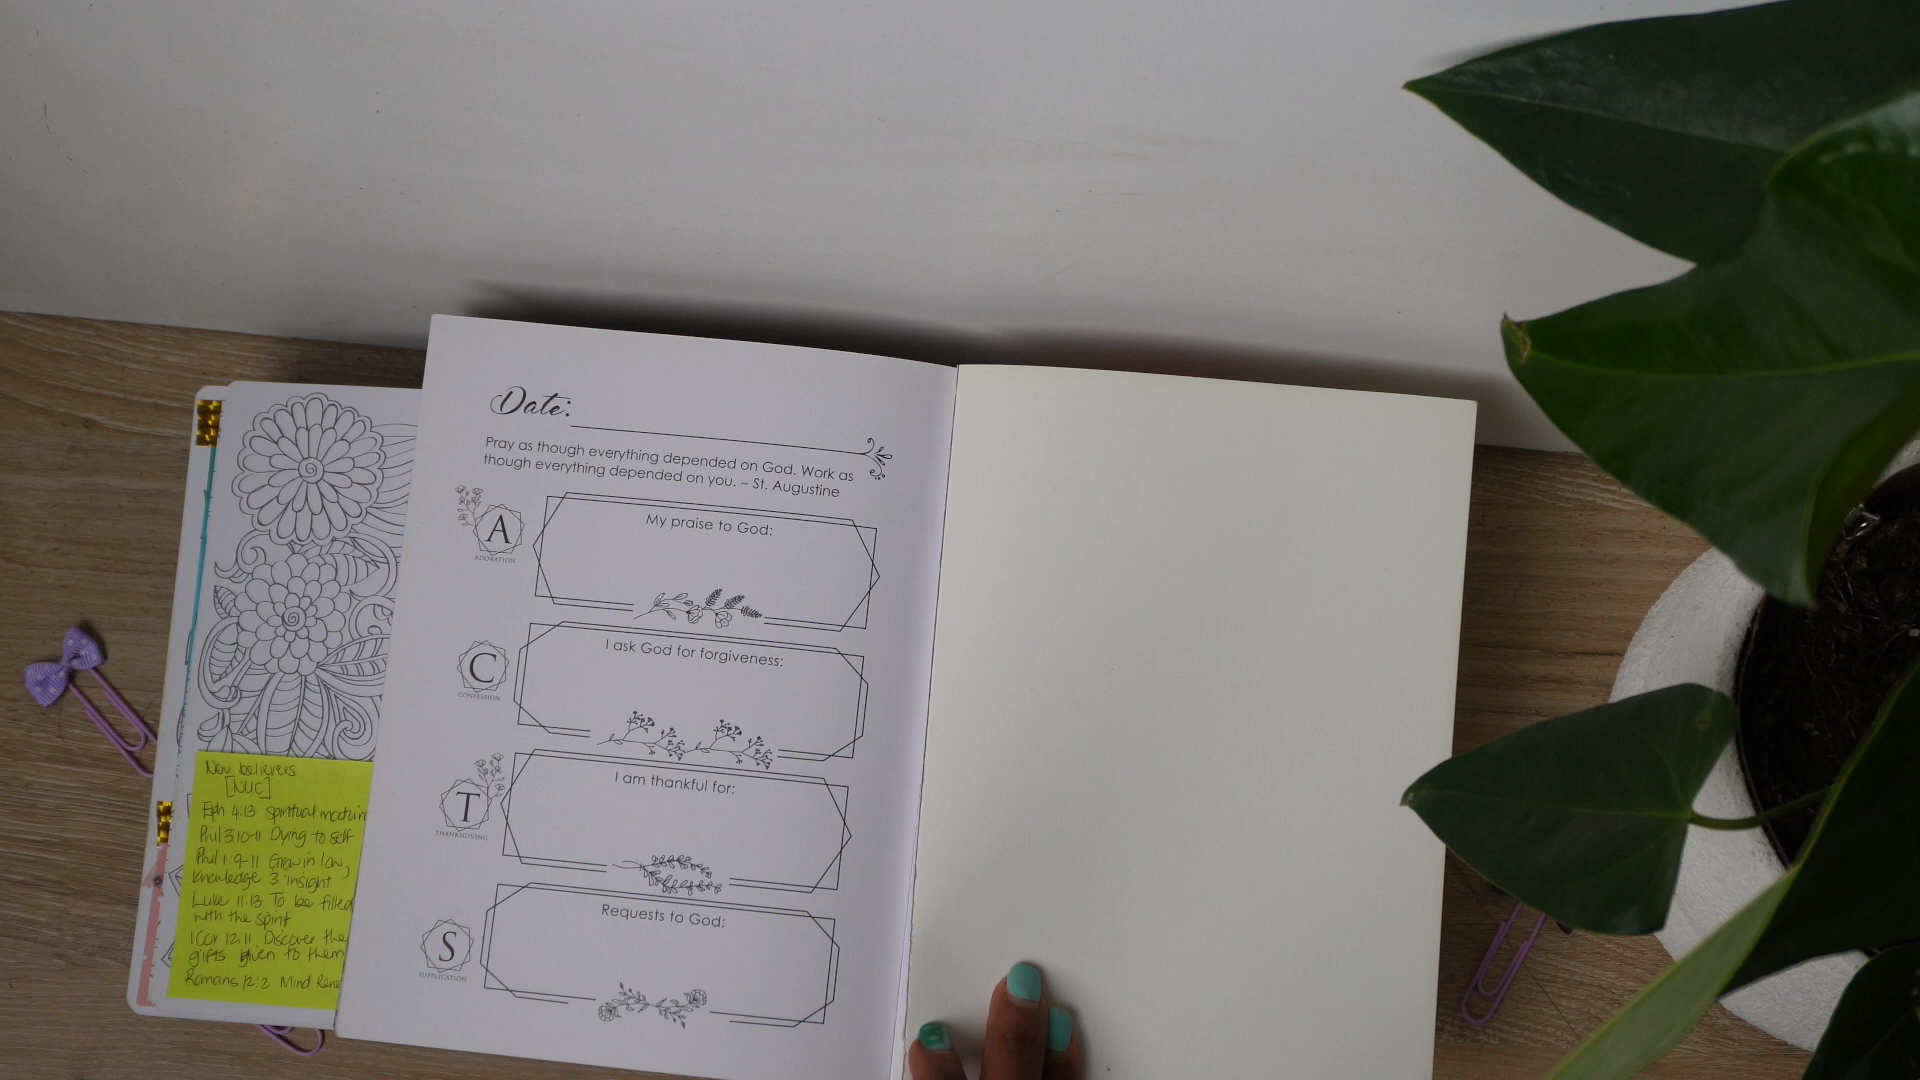 Date:
Pray as though everything depended on God. Work as
though everything depended on you. ~ St. Augustine
A
ADORATION
My praise to God:
C
CONFESSION
I ask God for forgiveness:
T
THANKSGIVING
I am thankful for:
S
SUPPLICATION
Requests to God:
New believers
[NUC]
Eph 4:13 Spiritual
Phil 3:10-11 Dying to self
Phil 1:9-11 Grow in
knowledge 3 insight
Luke 11:13 To be filled
with the spirit
1 Cor 12:11 Discover the
gifts given to them
Romans 12:2 Mind Rene